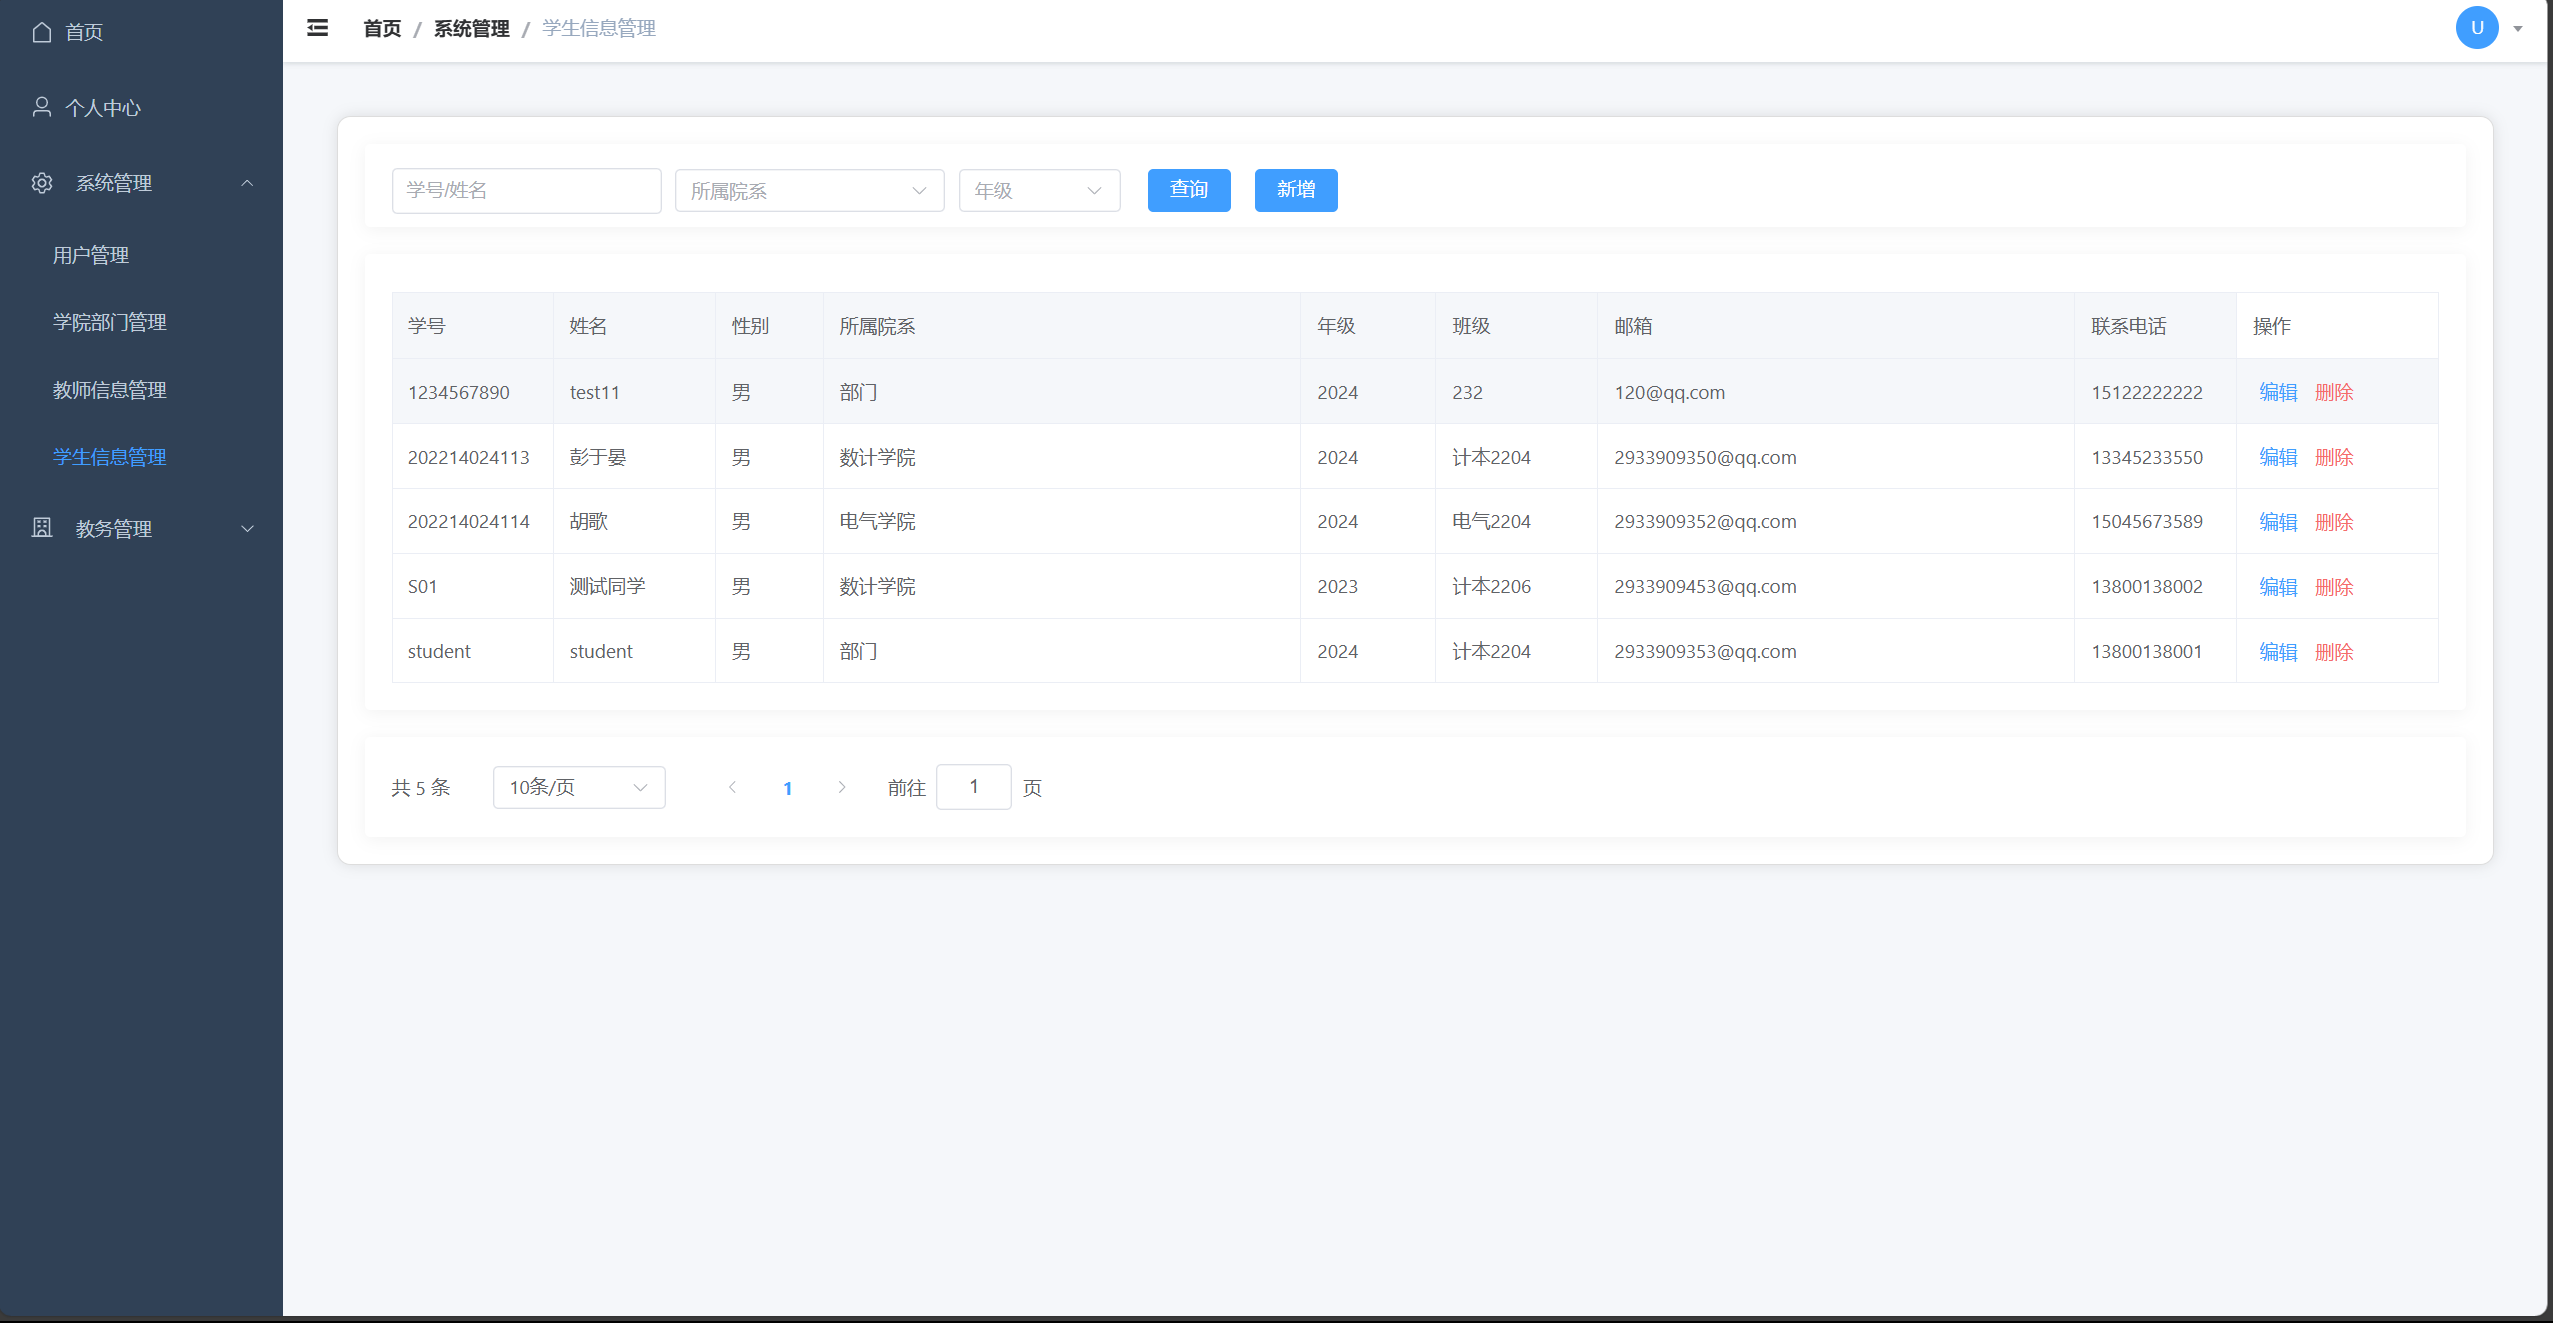 首页
个人中心
系统管理
用户管理
学院部门管理
教师信息管理
学生信息管理
教务管理
首页 / 系统管理 / 学生信息管理
U
学号/姓名 所属院系 年级 查询 新增
学号 姓名 性别 所属院系 年级 班级 邮箱 联系电话 操作
1234567890 test11 男 部门 2024 232 120@qq.com 15122222222 编辑 删除
202214024113 彭于晏 男 数计学院 2024 计本2204 2933909350@qq.com 13345233550 编辑 删除
202214024114 胡歌 男 电气学院 2024 电气2204 2933909352@qq.com 15045673589 编辑 删除
S01 测试同学 男 数计学院 2023 计本2206 2933909453@qq.com 13800138002 编辑 删除
student student 男 部门 2024 计本2204 2933909353@qq.com 13800138001 编辑 删除
共 5 条 10条/页 1 前往 1 页